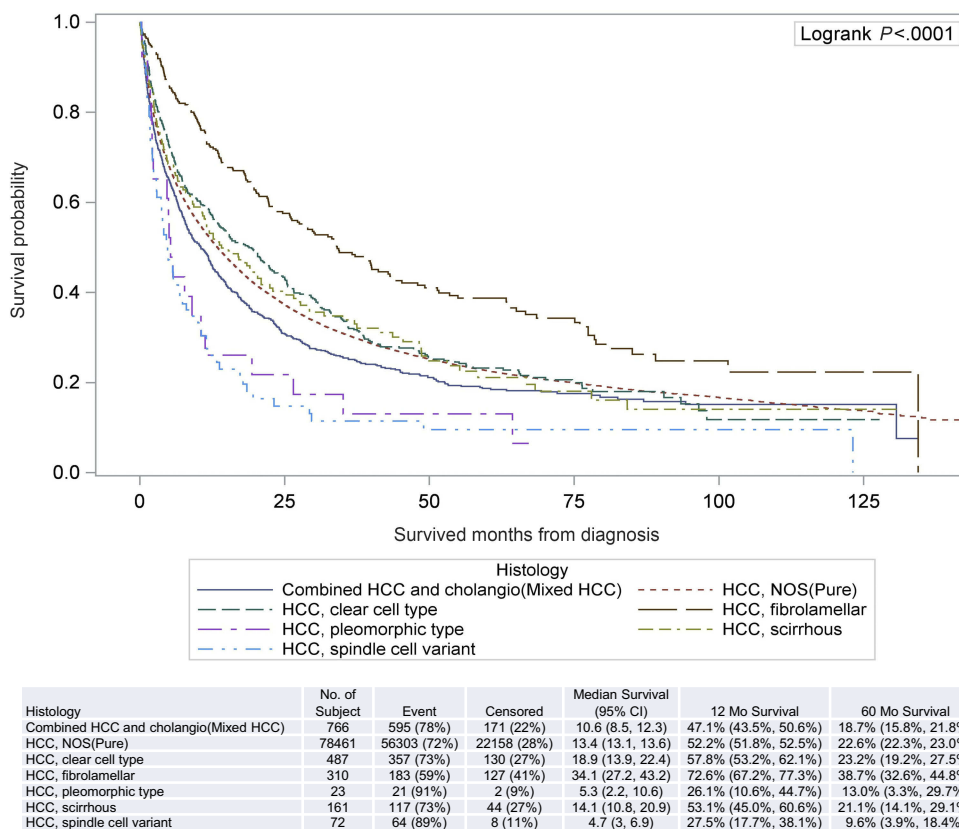 1.0
Logrank P<.0001
0.8
0.6
0.4
0.2
0.0
Survival probability
0 25 50 75 100 125
Survived months from diagnosis
Histology
Combined HCC and cholangio(Mixed HCC) HCC, NOS(Pure)
HCC, clear cell type HCC, fibrolamellar
HCC, pleomorphic type HCC, scirrhous
HCC, spindle cell variant
No. of Median Survival
Histology Subject Event Censored (95% CI) 12 Mo Survival 60 Mo Survival
Combined HCC and cholangio(Mixed HCC) 766 595 (78%) 171 (22%) 10.6 (8.5, 12.3) 47.1% (43.5%, 50.6%) 18.7% (15.8%, 21.8%
HCC, NOS(Pure) 78461 56303 (72%) 22158 (28%) 13.4 (13.1, 13.6) 52.2% (51.8%, 52.5%) 22.6% (22.3%, 23.0%
HCC, clear cell type 487 357 (73%) 130 (27%) 18.9 (13.9, 22.4) 57.8% (53.2%, 62.1%) 23.2% (19.2%, 27.5%
HCC, fibrolamellar 310 183 (59%) 127 (41%) 34.1 (27.2, 43.2) 72.6% (67.2%, 77.3%) 38.7% (32.6%, 44.8%
HCC, pleomorphic type 23 21 (91%) 2 (9%) 5.3 (2.2, 10.6) 26.1% (10.6%, 44.7%) 13.0% (3.3%, 29.7%
HCC, scirrhous 161 117 (73%) 44 (27%) 14.1 (10.8, 20.9) 53.1% (45.0%, 60.6%) 21.1% (14.1%, 29.1%
HCC, spindle cell variant 72 64 (89%) 8 (11%) 4.7 (3, 6.9) 27.5% (17.7%, 38.1%) 9.6% (3.9%, 18.4%